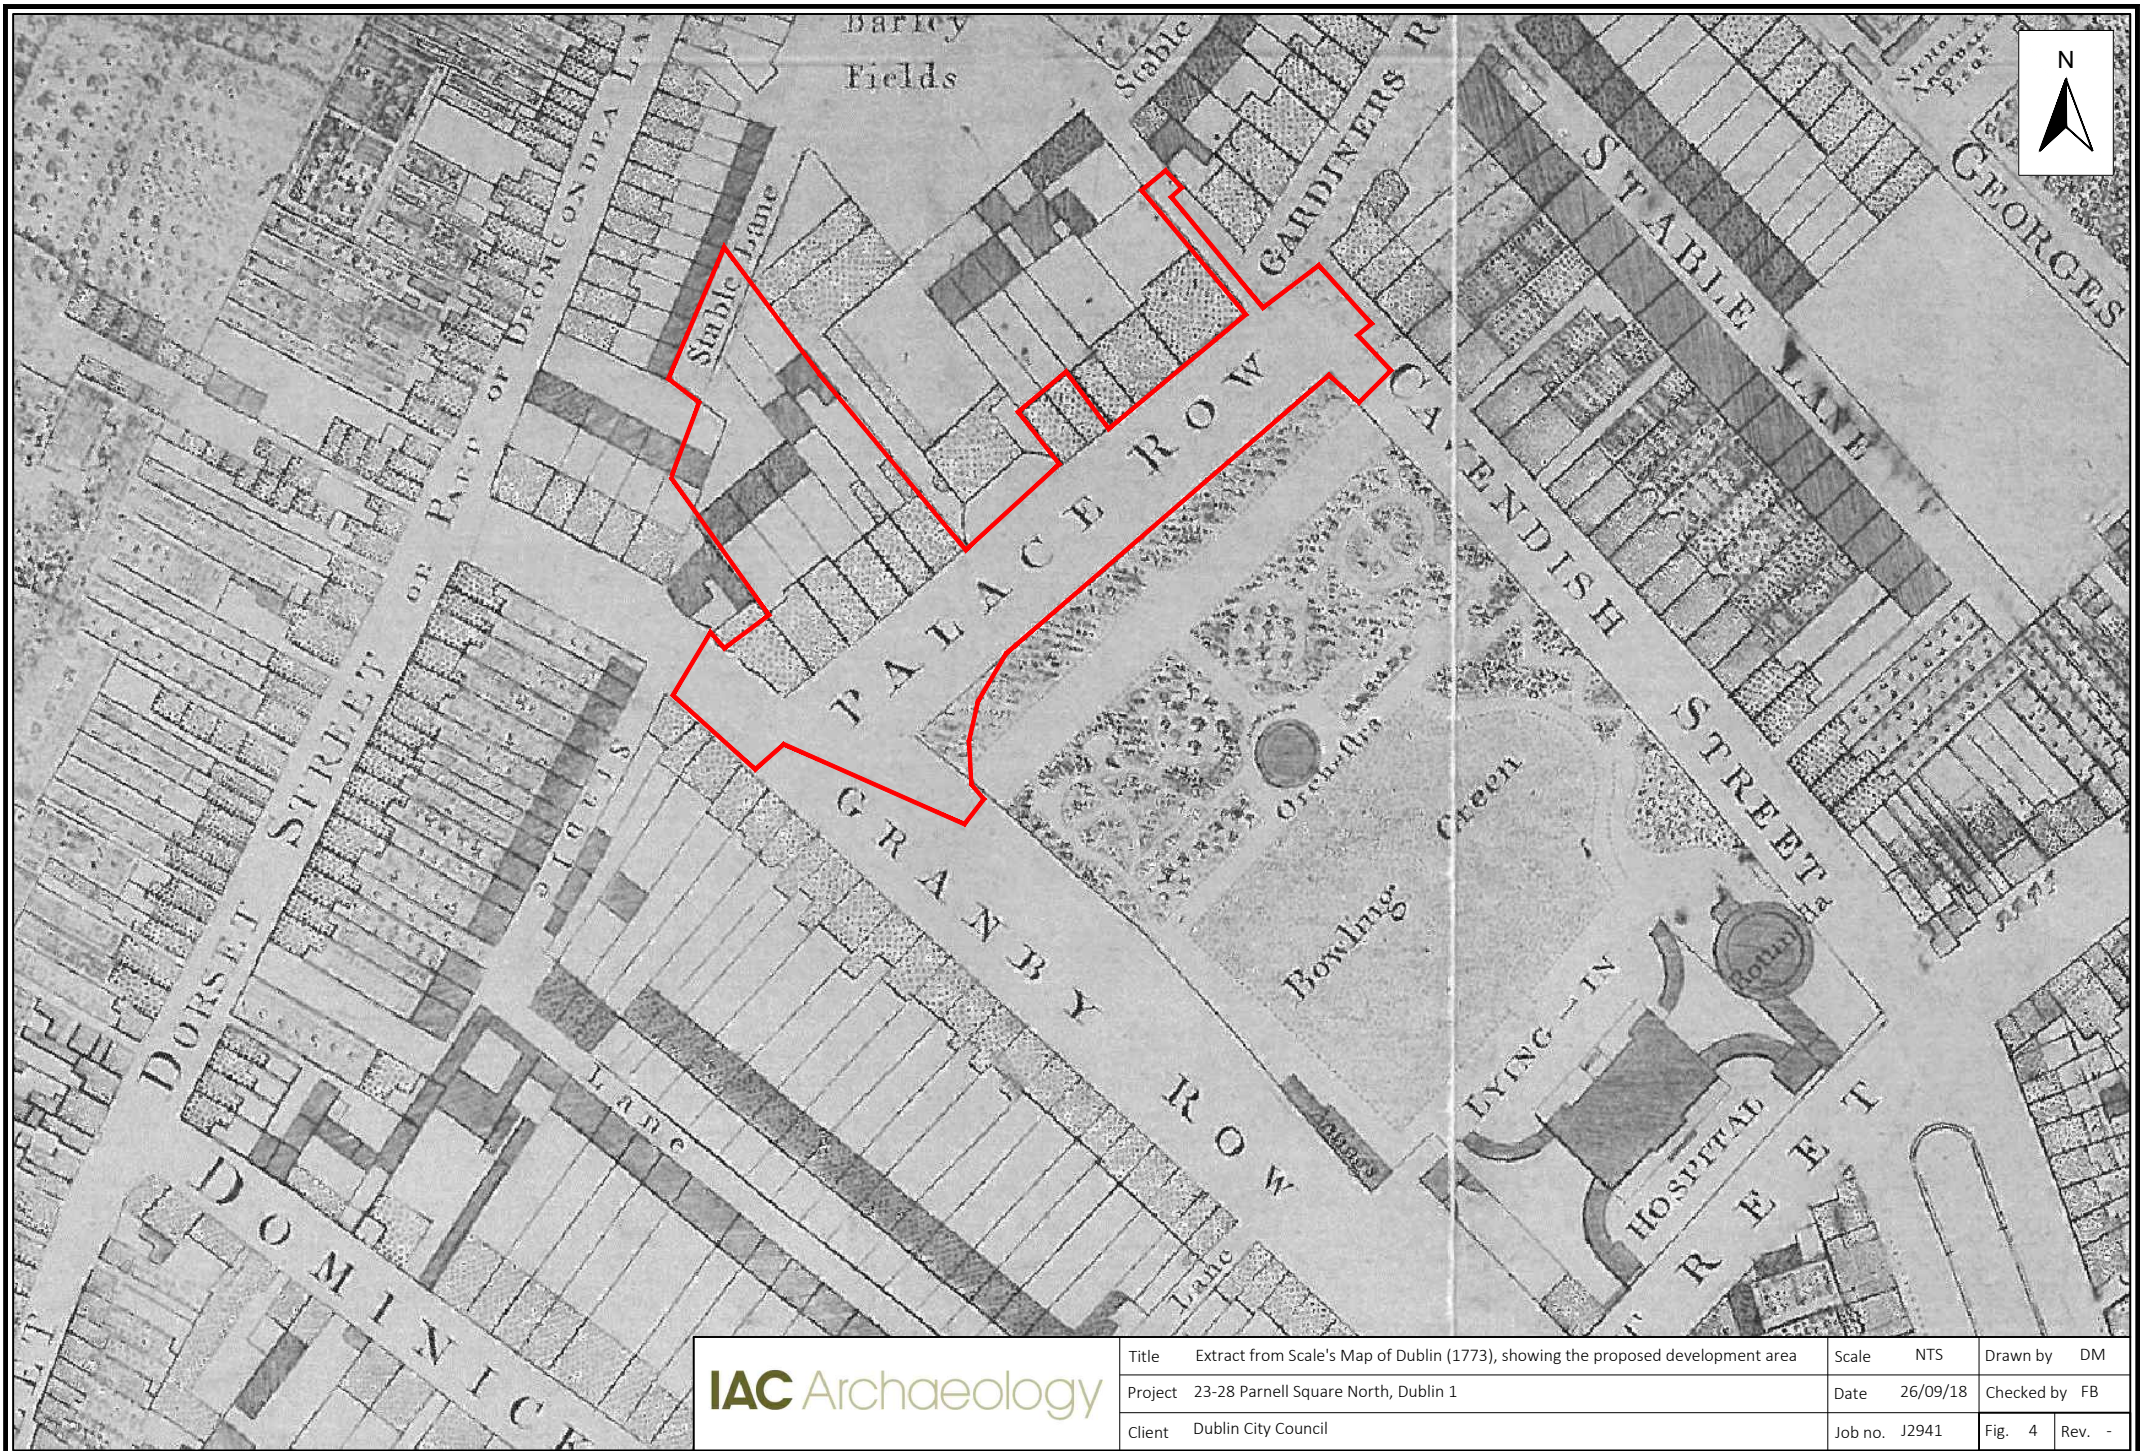 Barley
Fields
Stable
GARDINERS R
N
GEORGES
STABLE LANE
DORSET STREET OR PART OF DROMCONDRA LA
Stable Lane
PALACE ROW
CAVENDISH STREET
Stable
Lane
GRANBY ROW
Orchestra
Bowling Green
Rotunda
LYING-IN
HOSPITAL
DOMINICK
Lane
REET
IAC Archaeology
Title Extract from Scale's Map of Dublin (1773), showing the proposed development area
Project 23-28 Parnell Square North, Dublin 1
Client Dublin City Council
Scale NTS
Date 26/09/18
Job no. J2941
Drawn by DM
Checked by FB
Fig. 4
Rev. -